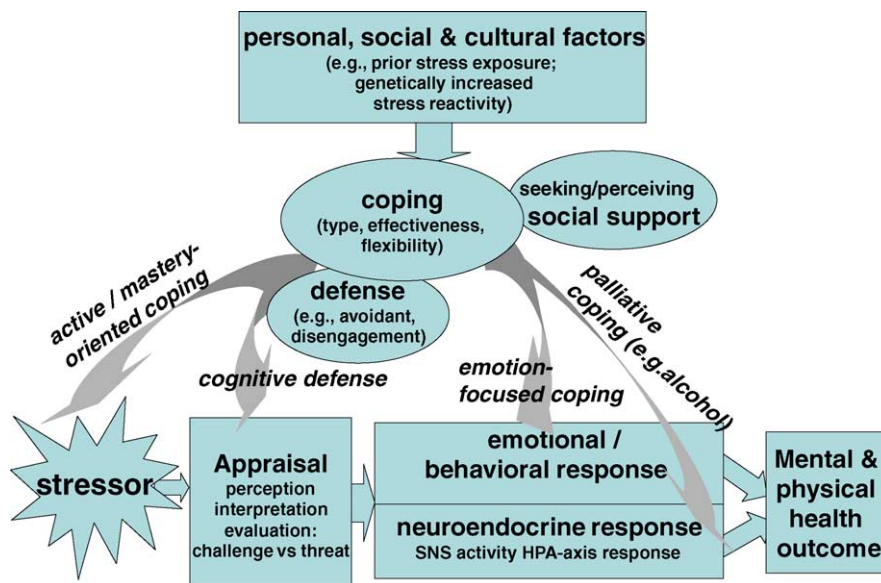 personal, social & cultural factors
(e.g., prior stress exposure;
genetically increased
stress reactivity)
coping
(type, effectiveness,
flexibility)
seeking/perceiving
social support
defense
(e.g., avoidant,
disengagement)
active / mastery-
oriented coping
cognitive defense
emotion-
focused coping
palliative
coping (e.g.alcohol)
stressor
Appraisal
perception
interpretation
evaluation:
challenge vs threat
emotional /
behavioral response
neuroendocrine response
SNS activity HPA-axis response
Mental &
physical
health
outcome